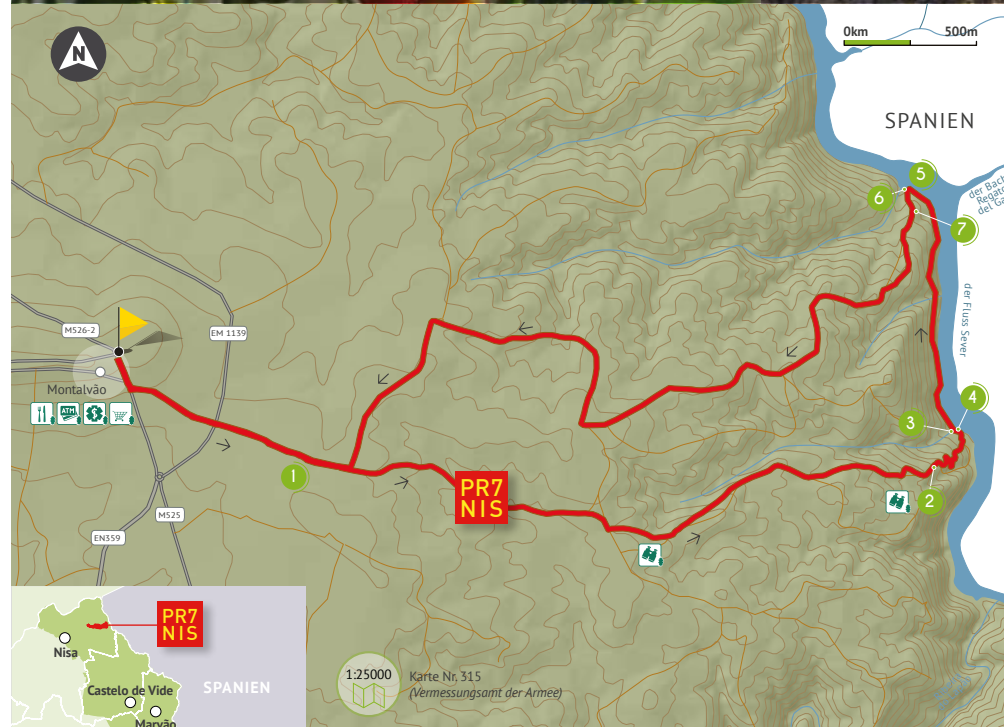 N
0km 500m
SPANIEN
5
6
der Bach
Regato
del Ga
7
M526-2
EM 1139
der Fluss Sever
Montalvão
ATM
4
3
1
PR7
NIS
2
M525
EN359
PR7
NIS
Nisa
SPANIEN
Castelo de Vide
Marvão
1:25000
Karte Nr. 315
(Vermessungsamt der Armee)